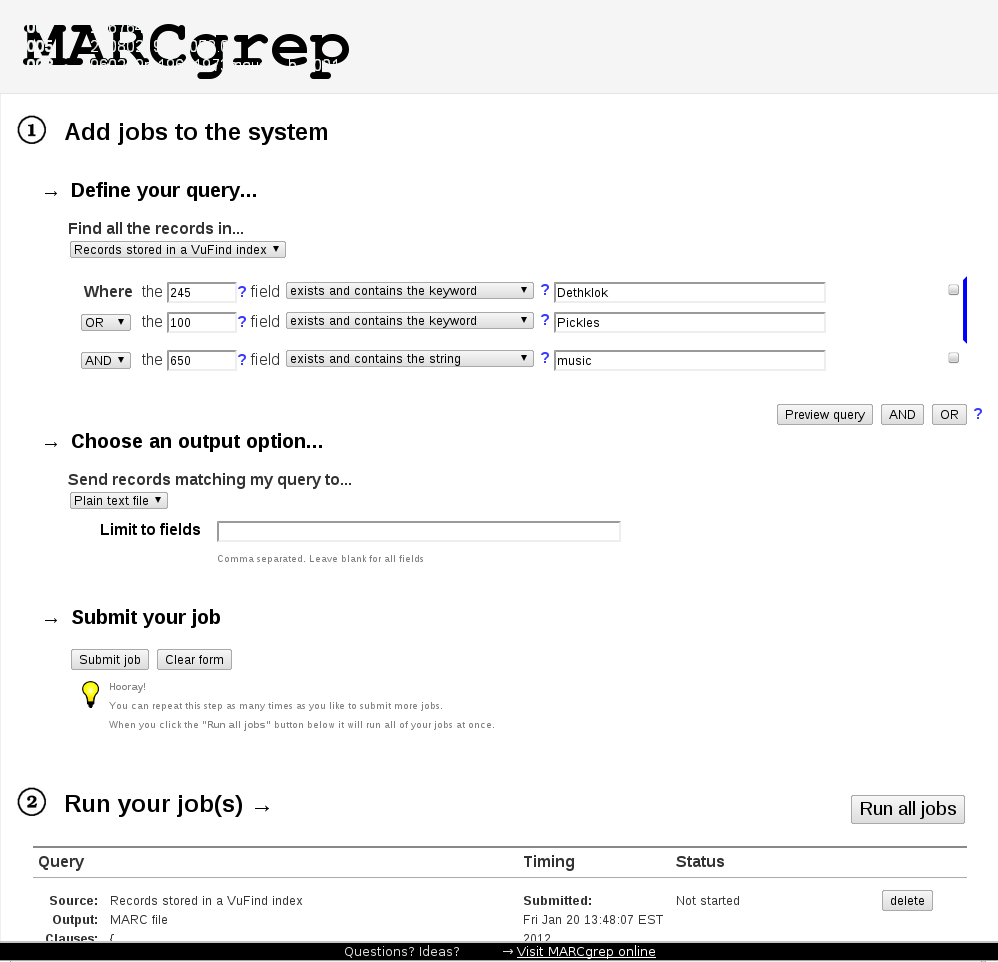 MARCgrep
1 Add jobs to the system
→ Define your query...
Find all the records in...
Records stored in a VuFind index ▼
Where the 245 ? field exists and contains the keyword ▼ ? Dethklok
OR ▼ the 100 ? field exists and contains the keyword ▼ ? Pickles
AND ▼ the 650 ? field exists and contains the string ▼ ? music
Preview query AND OR ?
→ Choose an output option...
Send records matching my query to...
Plain text file ▼
Limit to fields
Comma separated. Leave blank for all fields
→ Submit your job
Submit job Clear form
Hooray!
You can repeat this step as many times as you like to submit more jobs.
When you click the "Run all jobs" button below it will run all of your jobs at once.
2 Run your job(s) → Run all jobs
Query Timing Status
Source: Records stored in a VuFind index Submitted: Not started delete
Output: MARC file Fri Jan 20 13:48:07 EST
Clauses: { 2012
Questions? Ideas? → Visit MARCgrep online